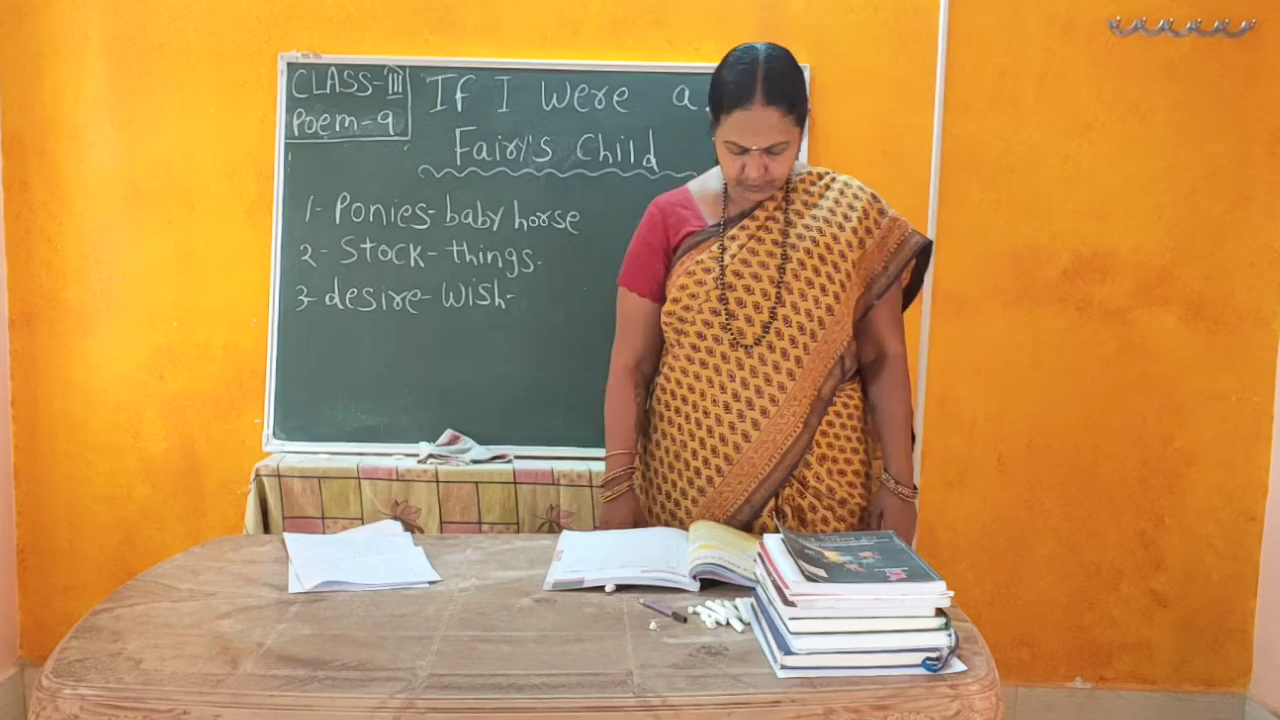 CLASS-III
Poem-9
If I were a
Fairy's Child
1- Ponies-baby horse
2- Stock-things.
3- desire-Wish-